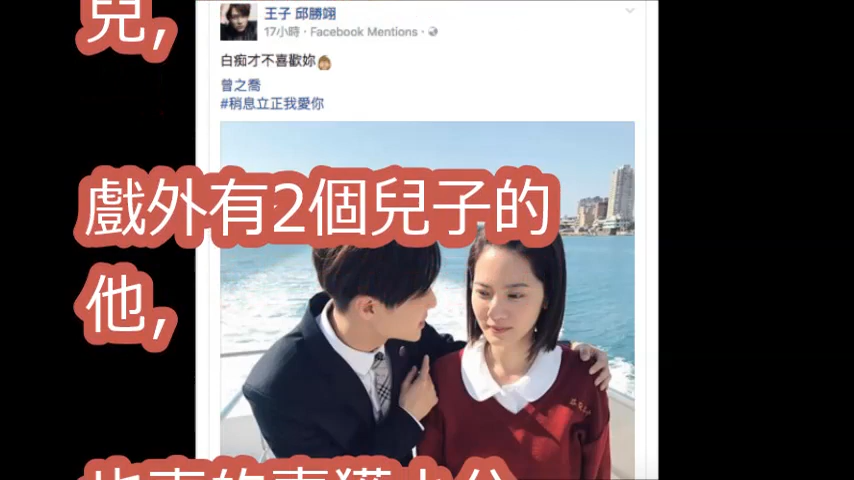 兒,
王子 邱勝翊
17小時 · Facebook Mentions ·
白痴才不喜歡妳
曾之喬
#稍息立正我愛你
戲外有2個兒子的
他,